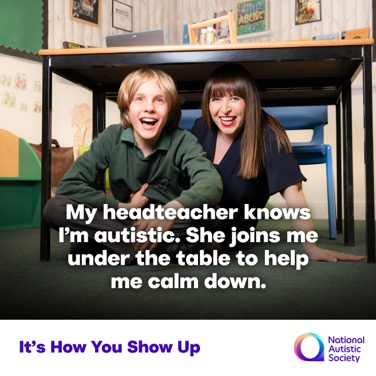 My headteacher knows
I'm autistic. She joins me
under the table to help
me calm down.
It's How You Show Up
National
Autistic
Society